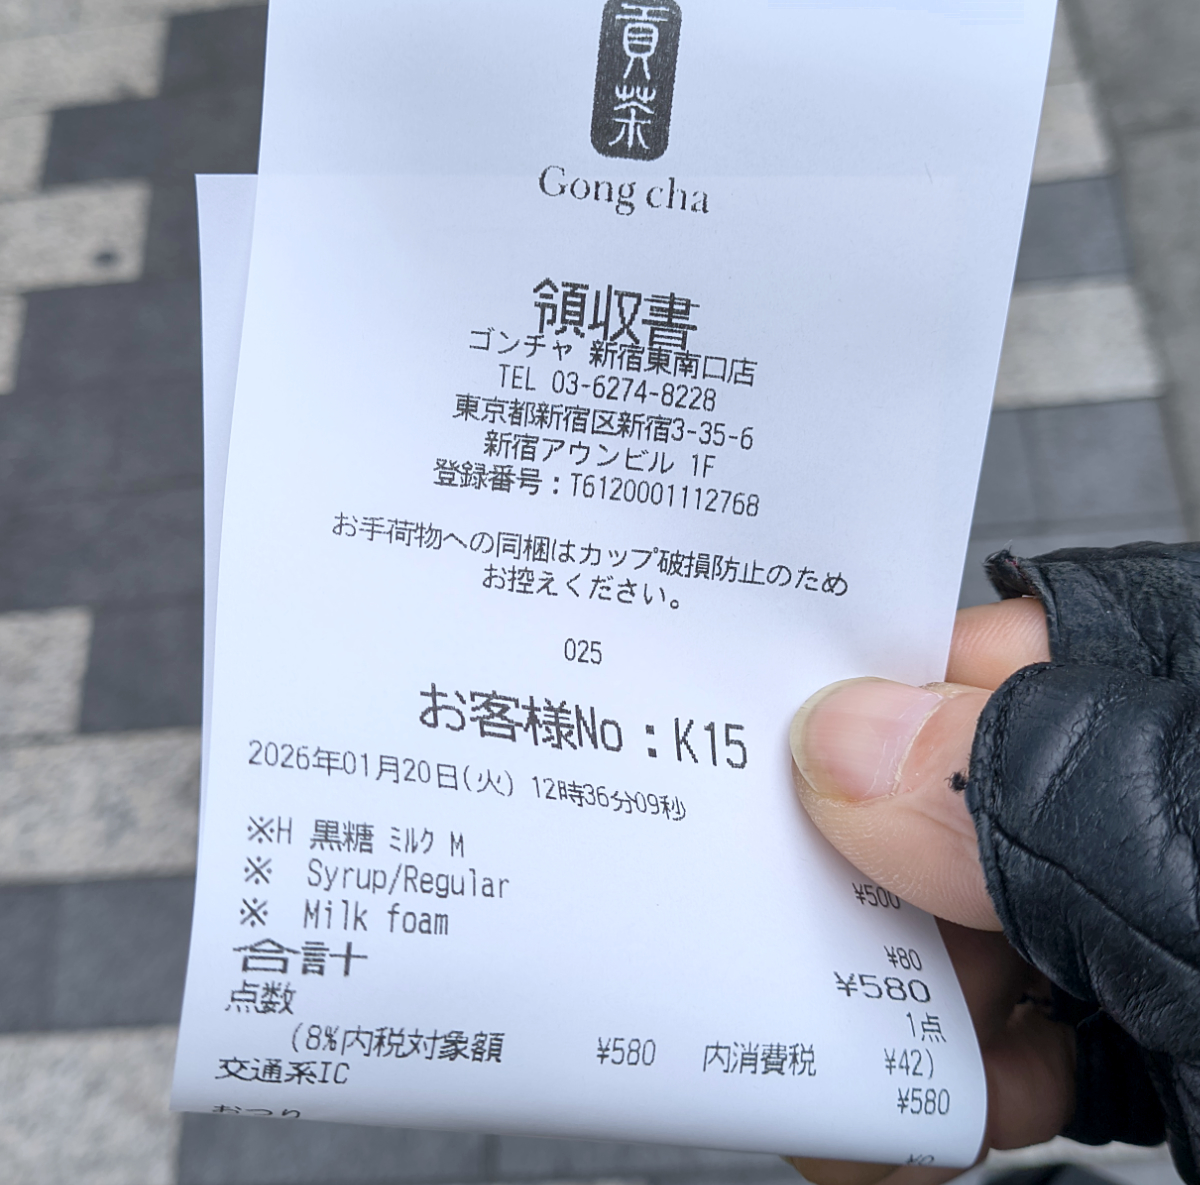 貢茶
Gong cha
領収書
ゴンチャ 新宿東南口店
TEL 03-6274-8228
東京都新宿区新宿3-35-6
新宿アウンビル 1F
登録番号：T6120001112768
お手荷物への同梱はカップ破損防止のため
お控えください。
025
お客様No：K15
2026年01月20日(火) 12時36分09秒
※H 黒糖 ﾐﾙｸ M ¥500
※ Syrup/Regular
※ Milk foam ¥80
合計 ¥580
点数 1点
(8%内税対象額 ¥580 内消費税 ¥42)
交通系IC ¥580
おつり ¥0